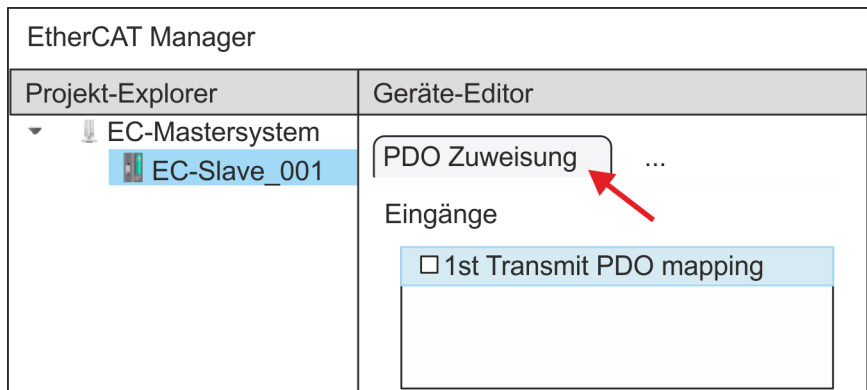 EtherCAT Manager
Projekt-Explorer
Geräte-Editor
EC-Mastersystem
EC-Slave_001
PDO Zuweisung
...
Eingänge
1st Transmit PDO mapping